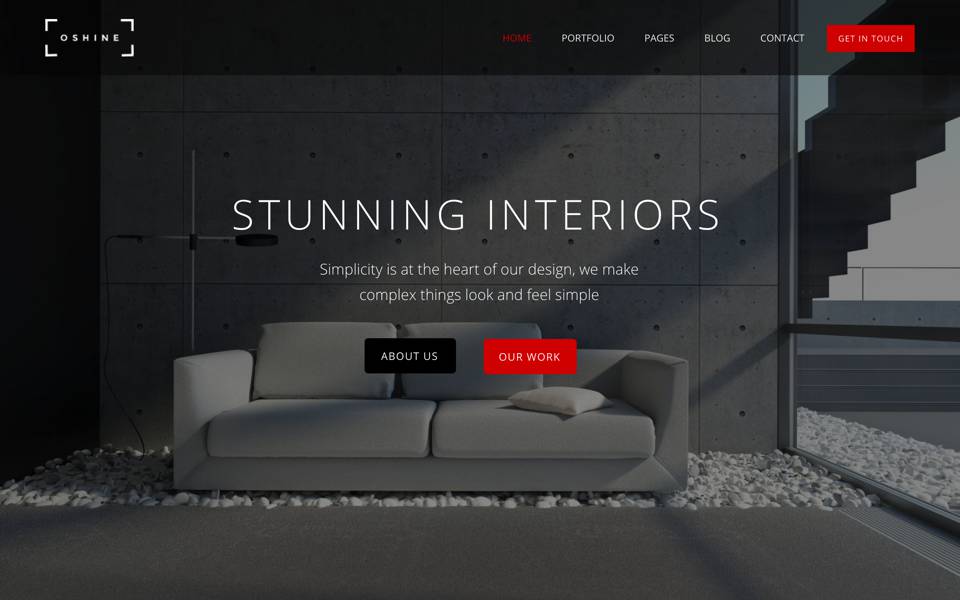 OSHINE
HOME PORTFOLIO PAGES BLOG CONTACT GET IN TOUCH
STUNNING INTERIORS
Simplicity is at the heart of our design, we make
complex things look and feel simple
ABOUT US OUR WORK